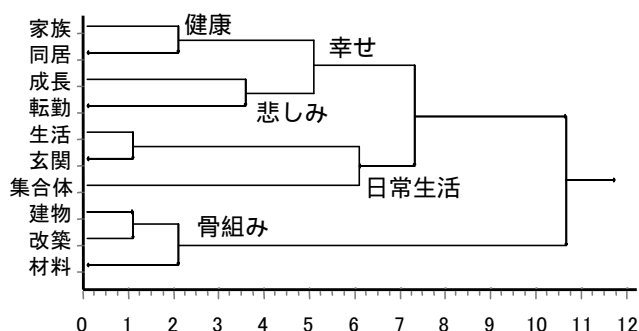 家族
健康
同居
幸せ
成長
転勤
悲しみ
生活
玄関
集合体
日常生活
建物
骨組み
改築
材料
0 1 2 3 4 5 6 7 8 9 10 11 12